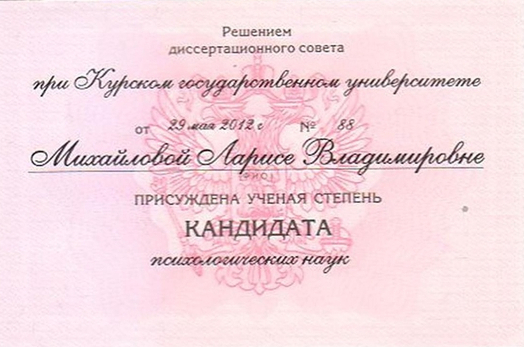 Решением
диссертационного совета
при Курском государственном университете
от 29 мая 2012 г № 88
Михайловой Ларисе Владимировне
(ФИО)
ПРИСУЖДЕНА УЧЕНАЯ СТЕПЕНЬ
КАНДИДАТА
психологических наук